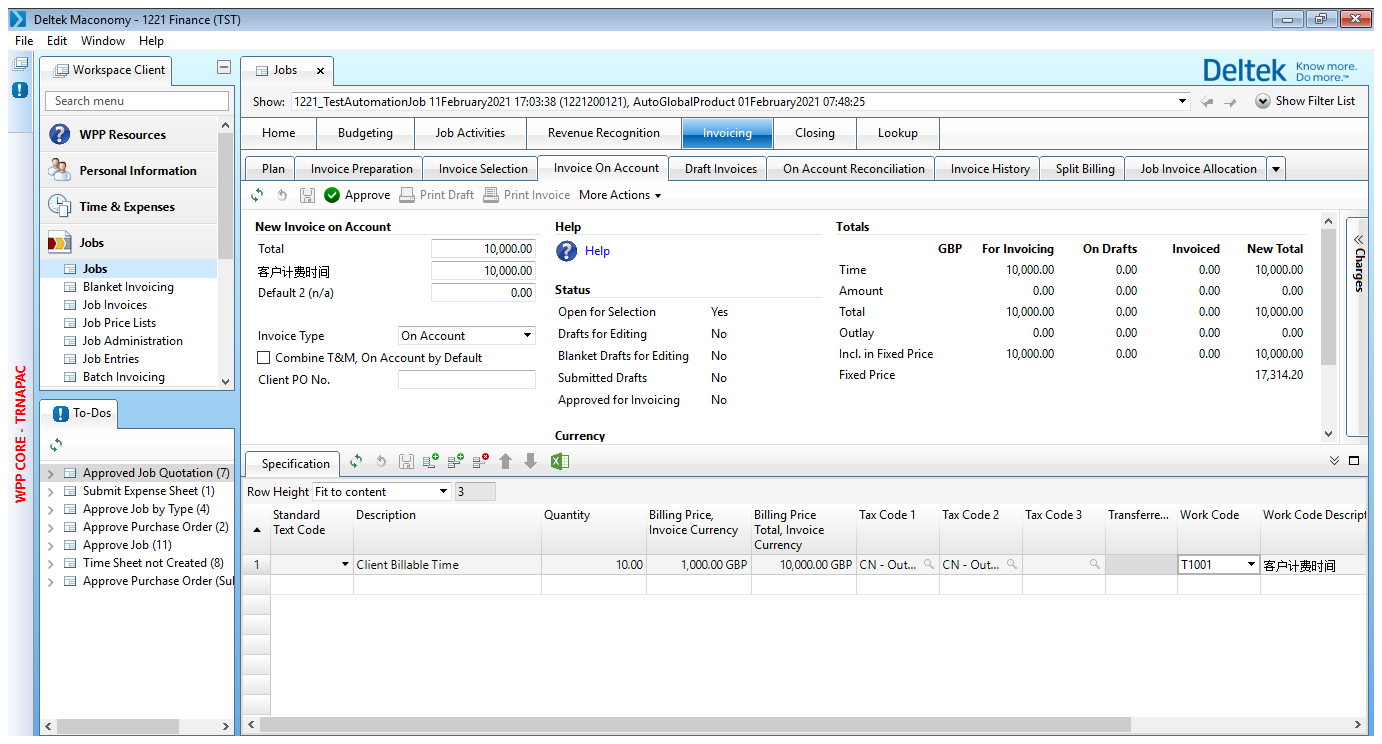 Deltek Maconomy - 1221 Finance (TST)
File Edit Window Help
Workspace Client
Search menu
WPP Resources
Personal Information
Time & Expenses
Jobs
Jobs
Blanket Invoicing
Job Invoices
Job Price Lists
Job Administration
Job Entries
Batch Invoicing
WPP CORE - TRNAPAC
To-Dos
Approved Job Quotation (7)
Submit Expense Sheet (1)
Approve Job by Type (4)
Approve Purchase Order (2)
Approve Job (11)
Time Sheet not Created (8)
Approve Purchase Order (Sul
Jobs x
Deltek Know more.
Do more.™
Show: 1221_TestAutomationJob 11February2021 17:03:38 (1221200121), AutoGlobalProduct 01February2021 07:48:25 Show Filter List
Home Budgeting Job Activities Revenue Recognition Invoicing Closing Lookup
Plan Invoice Preparation Invoice Selection Invoice On Account Draft Invoices On Account Reconciliation Invoice History Split Billing Job Invoice Allocation
Approve Print Draft Print Invoice More Actions
New Invoice on Account
Total 10,000.00
客户计费时间 10,000.00
Default 2 (n/a) 0.00
Invoice Type On Account
Combine T&M, On Account by Default
Client PO No.
Help
Help
Status
Open for Selection Yes
Drafts for Editing No
Blanket Drafts for Editing No
Submitted Drafts No
Approved for Invoicing No
Currency
Totals
GBP For Invoicing On Drafts Invoiced New Total
Time 10,000.00 0.00 0.00 10,000.00
Amount 0.00 0.00 0.00 0.00
Total 10,000.00 0.00 0.00 10,000.00
Outlay 0.00 0.00 0.00 0.00
Incl. in Fixed Price 10,000.00 0.00 0.00 10,000.00
Fixed Price 17,314.20
Charges
Specification
Row Height Fit to content 3
Standard Description Quantity Billing Price, Billing Price Tax Code 1 Tax Code 2 Tax Code 3 Transferre... Work Code Work Code Descript
Text Code Invoice Currency Total, Invoice
Currency
1 Client Billable Time 10.00 1,000.00 GBP 10,000.00 GBP CN - Out... CN - Out... T1001 客户计费时间